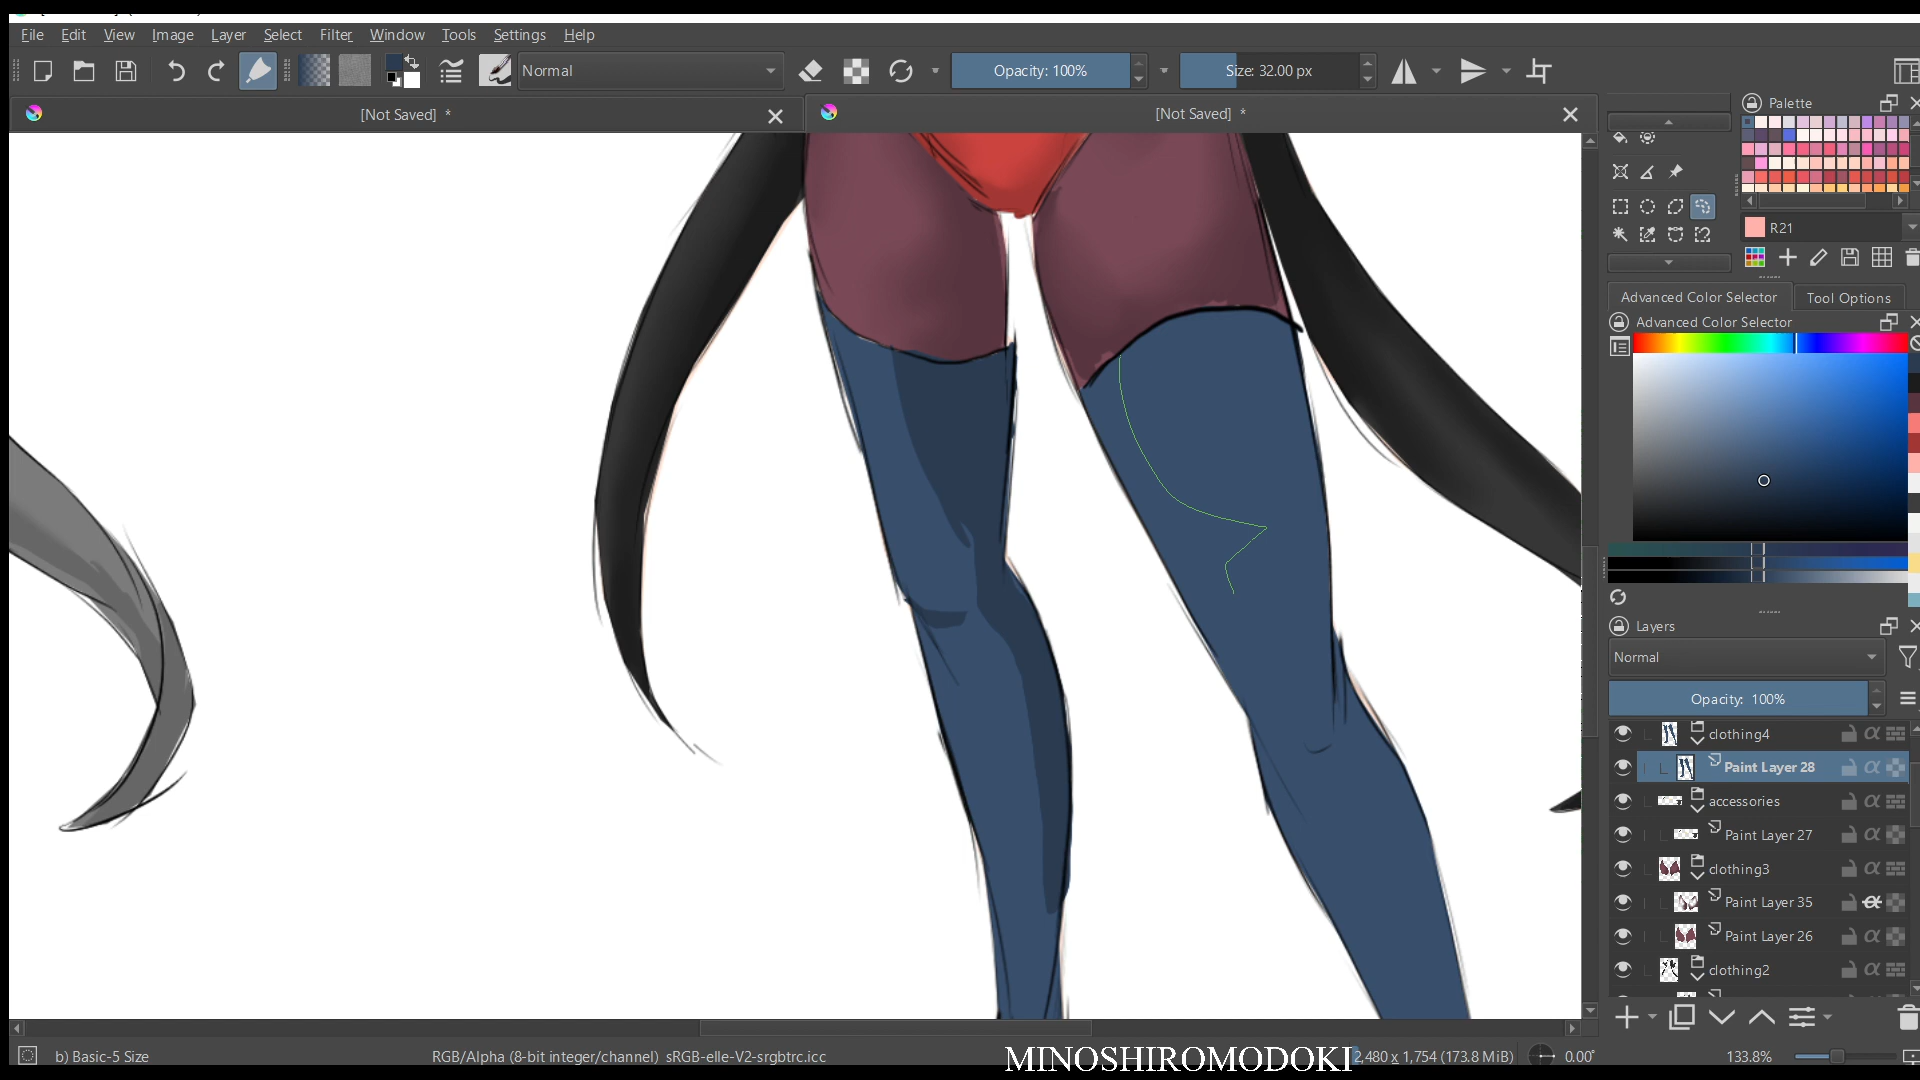 File Edit View Image Layer Select Filter Window Tools Settings Help
Normal
Opacity: 100%
Size: 32.00 px
[Not Saved] *
[Not Saved] *
Palette
R21
Advanced Color Selector
Tool Options
Advanced Color Selector
Layers
Normal
Opacity: 100%
clothing4
Paint Layer 28
accessories
Paint Layer 27
clothing3
Paint Layer 35
Paint Layer 26
clothing2
b) Basic-5 Size
RGB/Alpha (8-bit integer/channel) sRGB-elle-V2-srgbtrc.icc
MINOSHIROMODOKI
2,480 x 1,754 (173.8 MiB)
0.00°
133.8%